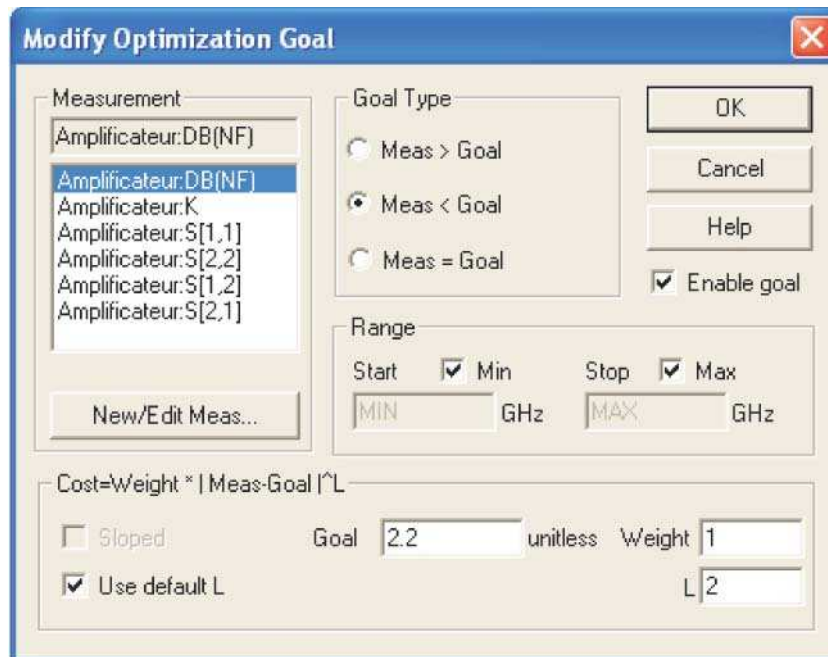 Modify Optimization Goal
Measurement
Amplificateur:DB(NF)
Amplificateur:DB(NF)
Amplificateur:K
Amplificateur:S[1,1]
Amplificateur:S[2,2]
Amplificateur:S[1,2]
Amplificateur:S[2,1]
New/Edit Meas...
Goal Type
Meas > Goal
Meas < Goal
Meas = Goal
OK
Cancel
Help
Enable goal
Range
Start Min Stop Max
MIN GHz MAX GHz
Cost=Weight * | Meas-Goal |^L
Sloped Goal 2.2 unitless Weight 1
Use default L L 2